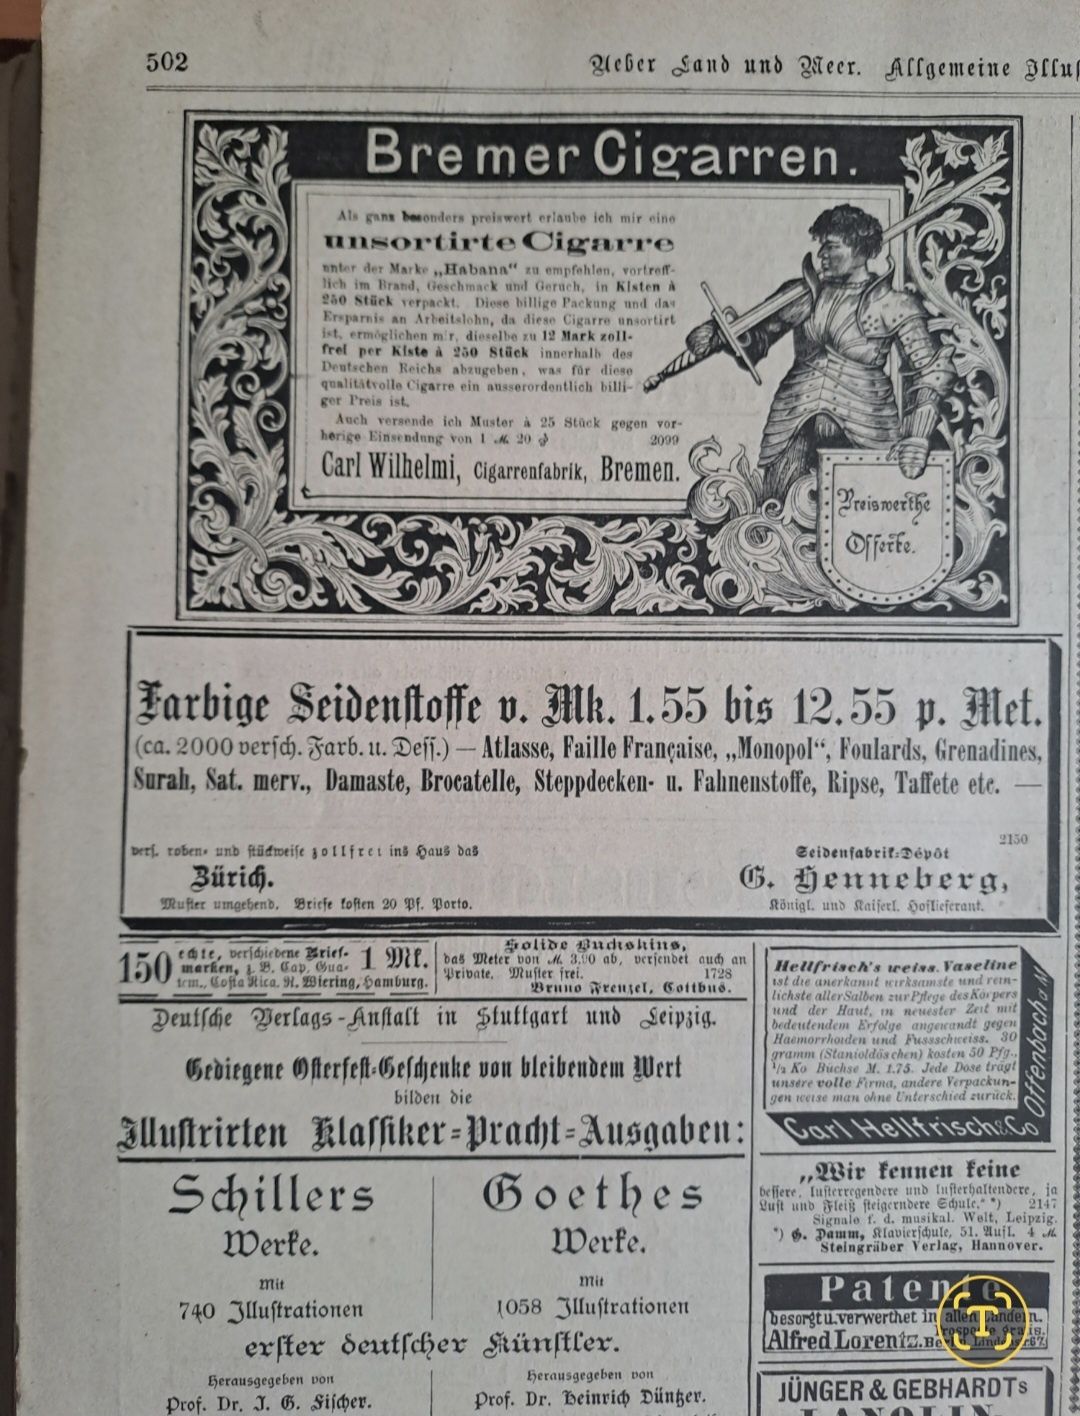 502
Ueber Land und Meer. Allgemeine Illus
Bremer Cigarren.
Als ganz besonders preiswert erlaube ich mir eine
unsortirte Cigarre
unter der Marke „Habana“ zu empfehlen, vortreff-
lich im Brand, Geschmack und Geruch, in Kisten à
250 Stück verpackt. Diese billige Packung und das
Ersparnis an Arbeitslohn, da diese Cigarre unsortirt
ist, ermöglichen mir, dieselbe zu 12 Mark zoll-
frei per Kiste à 250 Stück innerhalb des
Deutschen Reichs abzugeben, was für diese
qualitätvolle Cigarre ein ausserordentlich billi-
ger Preis ist.
Auch versende ich Muster à 25 Stück gegen vor-
herige Einsendung von 1 ℳ 20 ₰ 2099
Carl Wilhelmi, Cigarrenfabrik, Bremen.
Preiswerthe
Offerte.
Farbige Seidenstoffe v. Mk. 1.55 bis 12.55 p. Met.
(ca. 2000 versch. Farb. u. Dess.) — Atlasse, Faille Française, „Monopol“, Foulards, Grenadines,
Surah, Sat. merv., Damaste, Brocatelle, Steppdecken- u. Fahnenstoffe, Ripse, Taffete etc. —
2150
vers. roben- und stückweise zollfrei ins Haus das Seidenfabrik-Dépôt
Zürich. G. Henneberg,
Muster umgehend. Briefe kosten 20 Pf. Porto. Königl. und Kaiserl. Hoflieferant.
150 echte, verschiedene Brief-
marken, z. B. Cap, Gua- 1 Mk.
tem., Costa Rica. R. Wiering, Hamburg.
Solide Buckskins,
das Meter von ℳ 3.90 ab, versendet auch an
Private. Muster frei. 1728
Bruno Frenzel, Cottbus.
Deutsche Verlags-Anstalt in Stuttgart und Leipzig.
Gediegene Osterfest-Geschenke von bleibendem Wert
bilden die
Illustrirten Klassiker-Pracht-Ausgaben:
Schillers
Werke.
mit
740 Illustrationen
Goethes
Werke.
mit
1058 Illustrationen
erster deutscher Künstler.
Herausgegeben von
Prof. Dr. J. G. Fischer.
Herausgegeben von
Prof. Dr. Heinrich Düntzer.
Hellfrisch's weiss. Vaseline
ist die anerkannt wirksamste und rein-
lichste aller Salben zur Pflege des Körpers
und der Haut, in neuester Zeit mit
bedeutendem Erfolge angewandt gegen
Haemorrhoiden und Fussschweiss. 30
gramm (Stanioldöschen) kosten 50 Pfg.,
½ Ko Büchse M. 1.75. Jede Dose trägt
unsere volle Firma, andere Verpackun-
gen weise man ohne Unterschied zurück.
Carl Hellfrisch & Co
Offenbach a/M
„Wir kennen keine
bessere, lusterregendere und lusterhaltendere, ja
Lust und Fleiß steigerndere Schule.“ *) 2147
Signale f. d. musikal. Welt, Leipzig.
*) G. Damm, Klavierschule, 51. Aufl. 4 ℳ
Steingräber Verlag, Hannover.
Patente
besorgt u. verwerthet in allen Ländern.
Alfred Lorentz. Prospecte gratis.
JÜNGER & GEBHARDTs
LANOLIN